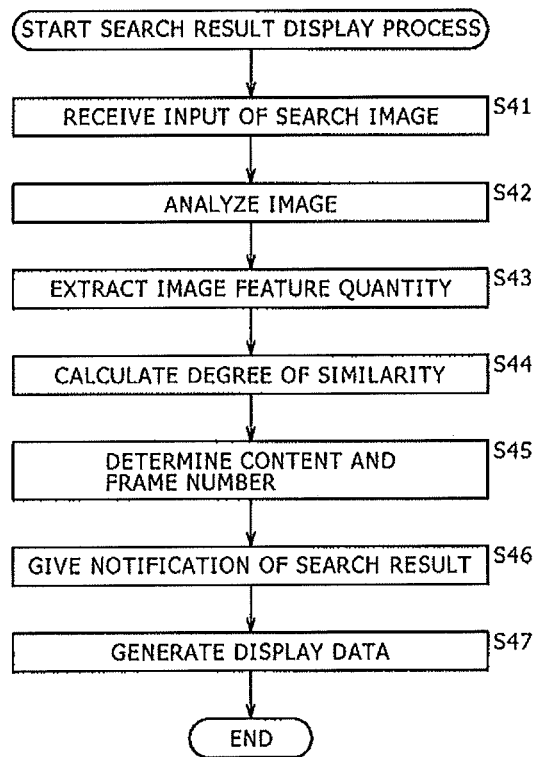 START SEARCH RESULT DISPLAY PROCESS
RECEIVE INPUT OF SEARCH IMAGE
S41
ANALYZE IMAGE
S42
EXTRACT IMAGE FEATURE QUANTITY
S43
CALCULATE DEGREE OF SIMILARITY
S44
DETERMINE CONTENT AND
FRAME NUMBER
S45
GIVE NOTIFICATION OF SEARCH RESULT
S46
GENERATE DISPLAY DATA
S47
END